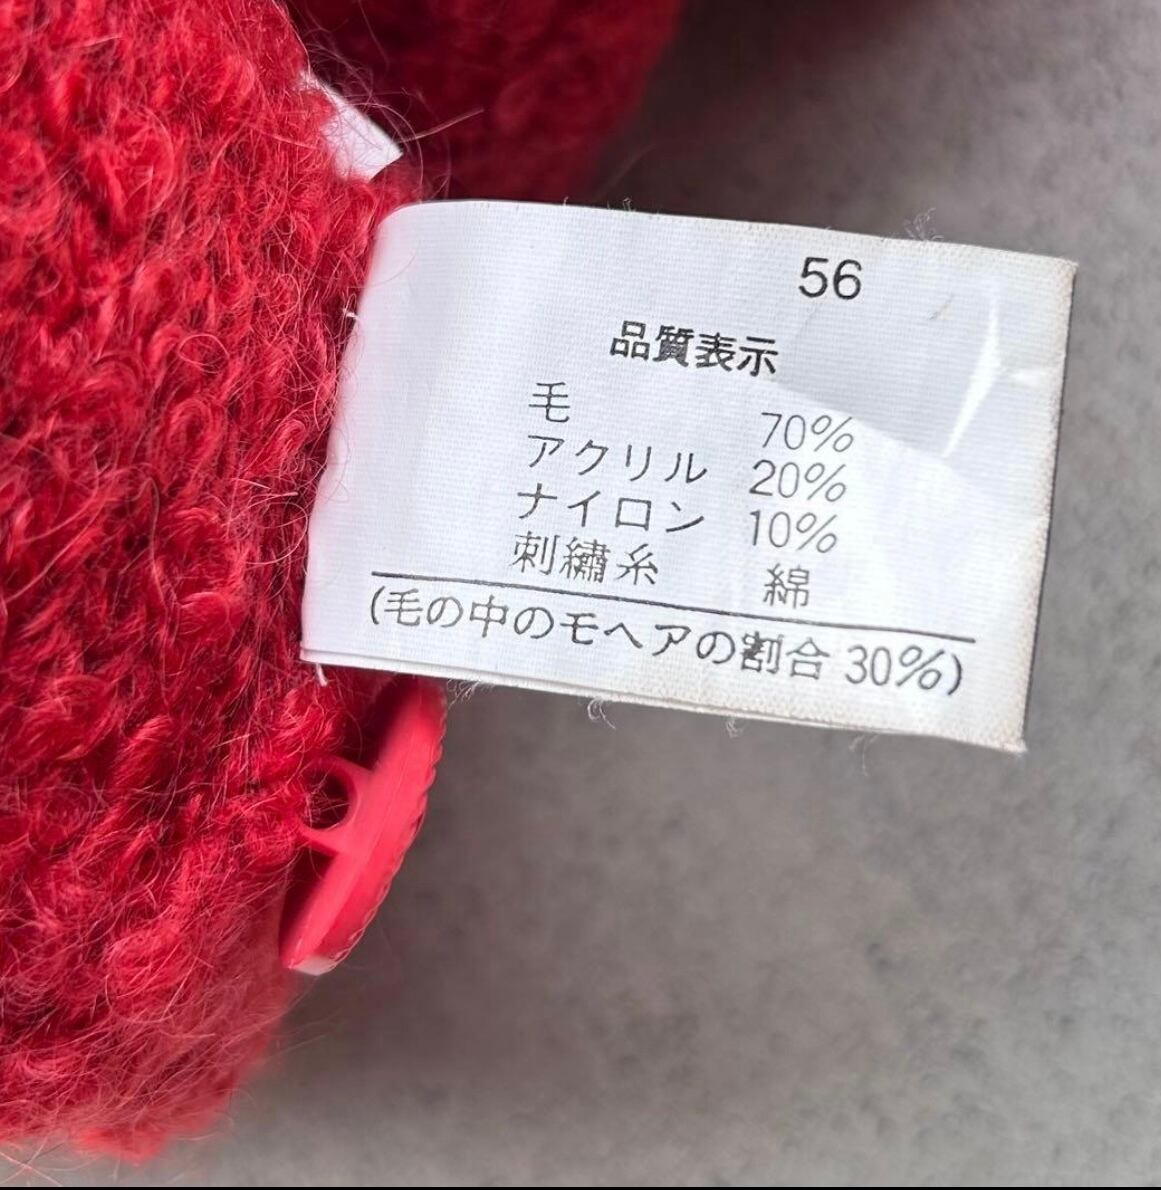 56
品質表示
毛 70%
アクリル 20%
ナイロン 10%
刺繍糸 綿
(毛の中のモヘアの割合 30%)